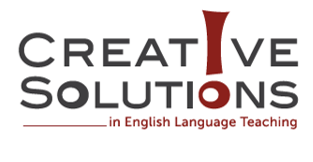 CREATIVE
SOLUTIONS
in English Language Teaching